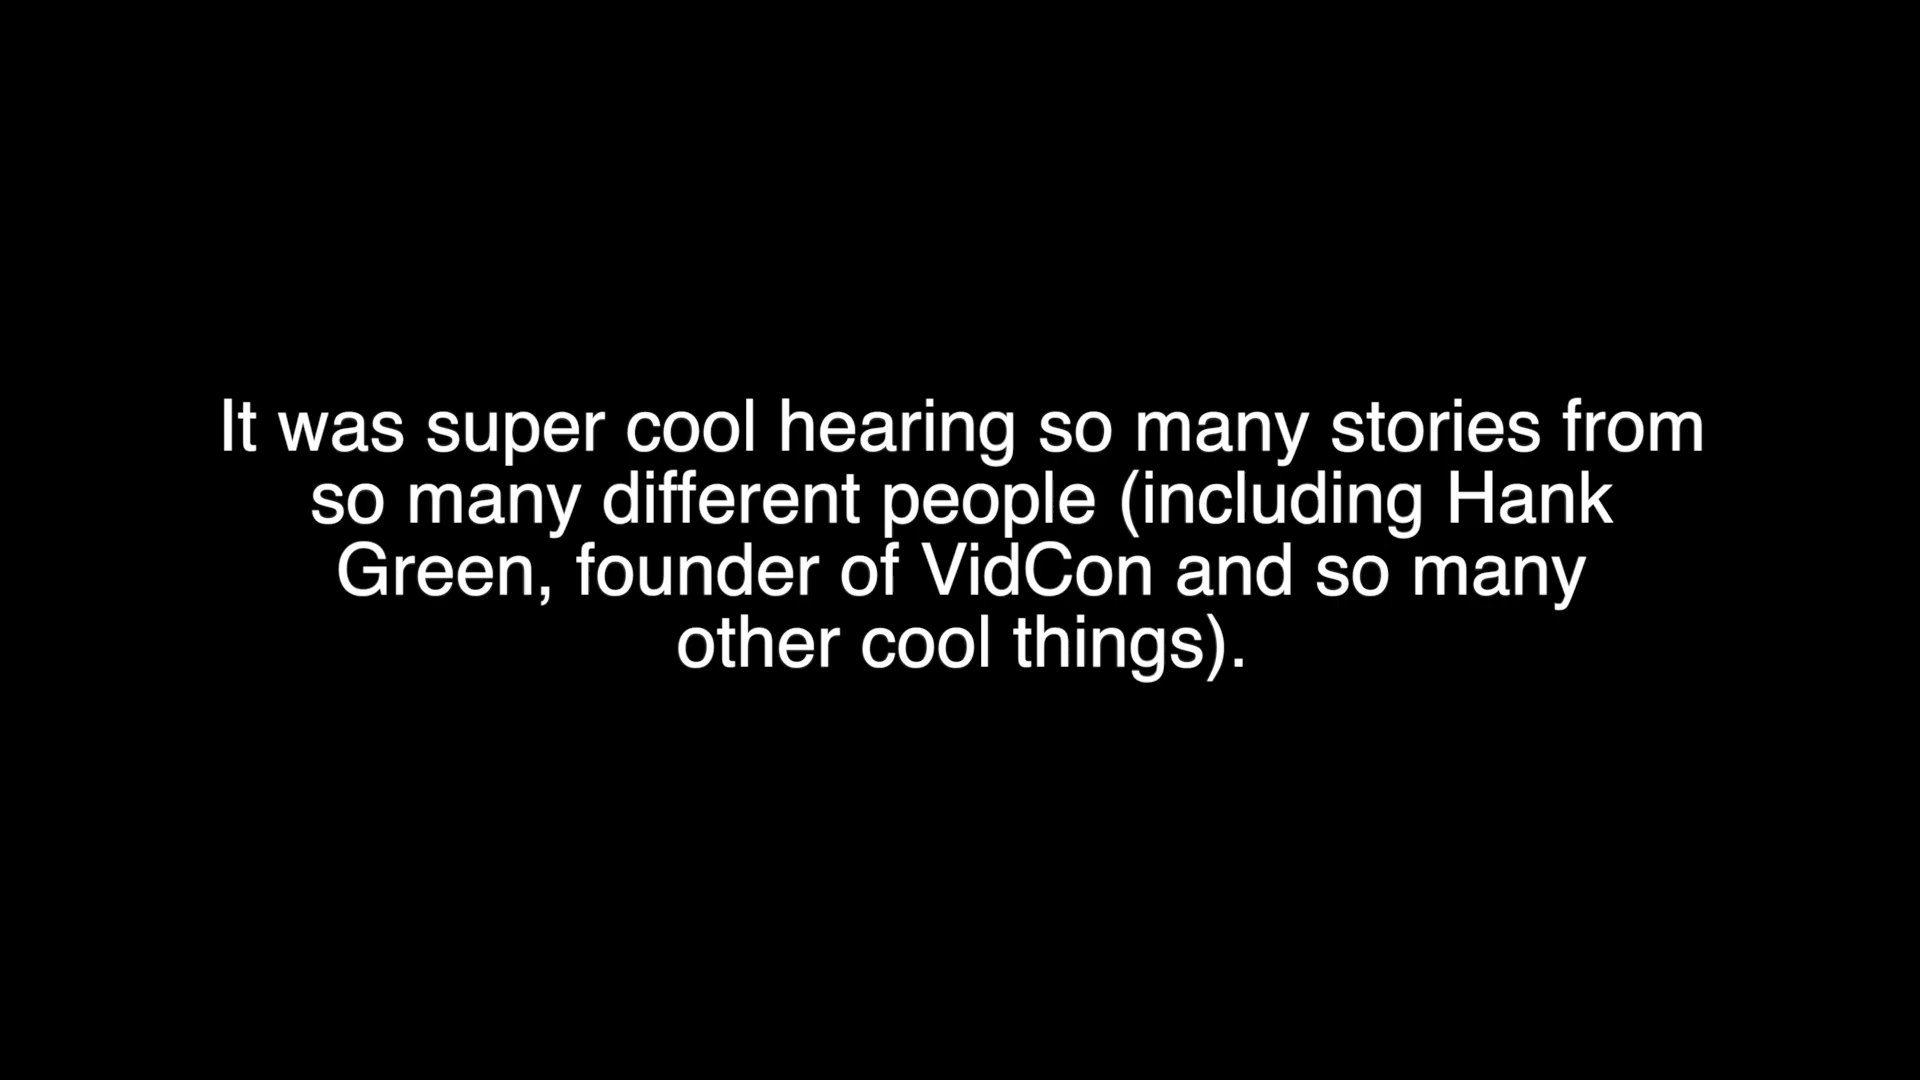 It was super cool hearing so many stories from
so many different people (including Hank
Green, founder of VidCon and so many
other cool things).